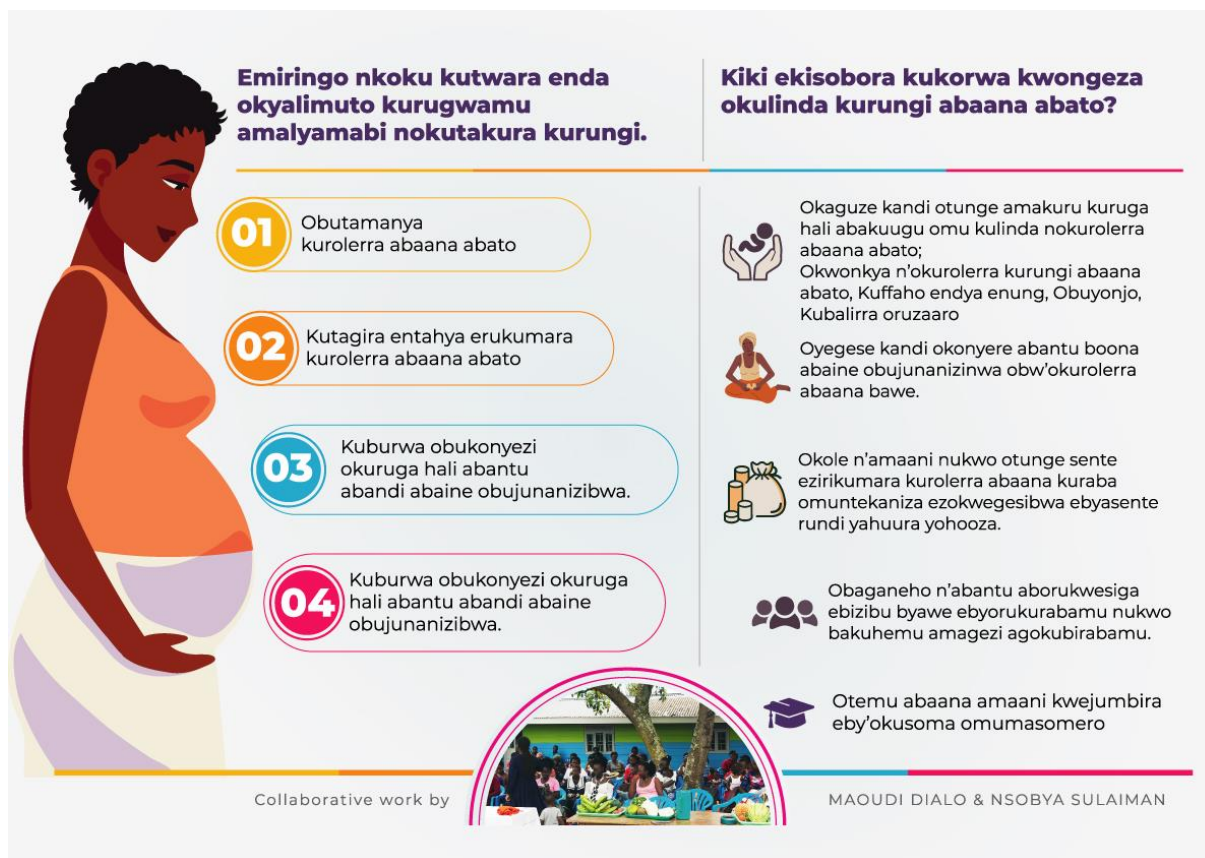 Emiringo nkoku kutwara enda
okyalimuto kurugwamu
amalyamabi nokutakura kurungi.
01
Obutamanya
kurolerra abaana abato
02
Kutagira entahya erukumara
kurolerra abaana abato
03
Kuburwa obukonyezi
okuruga hali abantu
abandi abaine obujunanizibwa.
04
Kuburwa obukonyezi okuruga
hali abantu abandi abaine
obujunanizibwa.
Kiki ekisobora kukorwa kwongeza
okulinda kurungi abaana abato?
Okaguze kandi otunge amakuru kuruga
hali abakuugu omu kulinda nokurolerra
abaana abato;
Okwonkya n'okurolerra kurungi abaana
abato, Kuffaho endya enung, Obuyonjo,
Kubalirra oruzaaro
Oyegese kandi okonyere abantu boona
abaine obujunanizinwa obw'okurolerra
abaana bawe.
Okole n'amaani nukwo otunge sente
ezirikumara kurolerra abaana kuraba
omuntekaniza ezokwegesibwa ebyasente
rundi yahuura yohooza.
Obaganeho n'abantu aborukwesiga
ebizibu byawe ebyorukurabamu nukwo
bakuhemu amagezi agokubirabamu.
Otemu abaana amaani kwejumbira
eby'okusoma omumasomero
Collaborative work by
MAOUDI DIALO & NSOBYA SULAIMAN